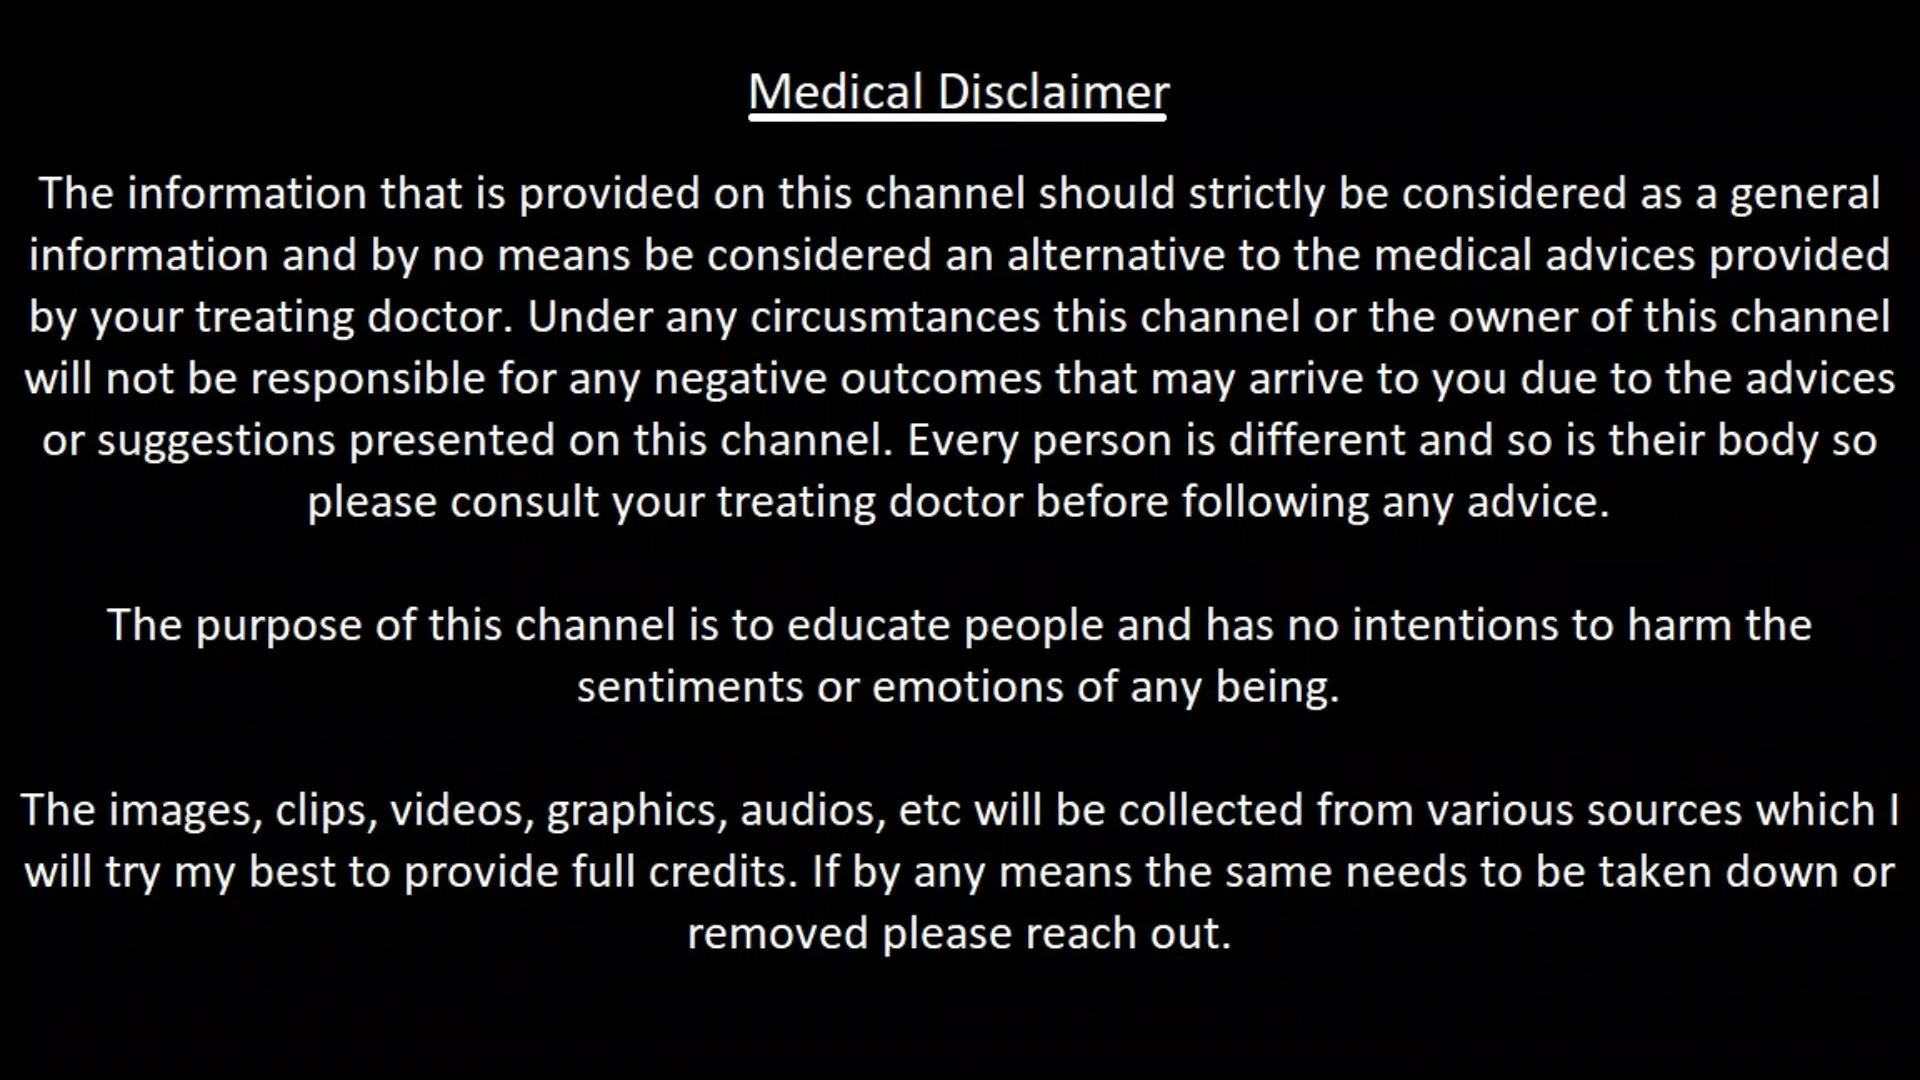 Medical Disclaimer
The information that is provided on this channel should strictly be considered as a general
information and by no means be considered an alternative to the medical advices provided
by your treating doctor. Under any circusmtances this channel or the owner of this channel
will not be responsible for any negative outcomes that may arrive to you due to the advices
or suggestions presented on this channel. Every person is different and so is their body so
please consult your treating doctor before following any advice.
The purpose of this channel is to educate people and has no intentions to harm the
sentiments or emotions of any being.
The images, clips, videos, graphics, audios, etc will be collected from various sources which I
will try my best to provide full credits. If by any means the same needs to be taken down or
removed please reach out.